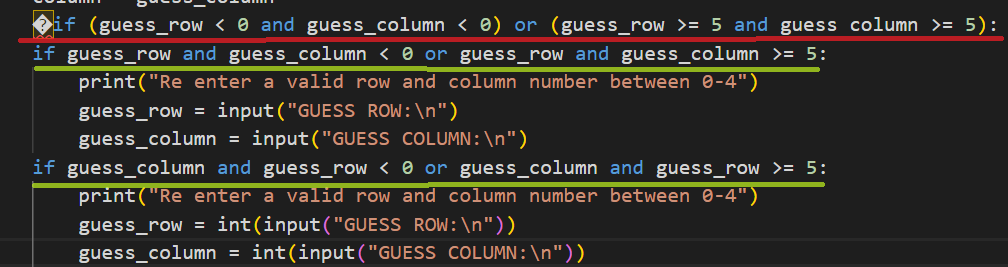 �if (guess_row < 0 and guess_column < 0) or (guess_row >= 5 and guess column >= 5):
if guess_row and guess_column < 0 or guess_row and guess_column >= 5:
    print("Re enter a valid row and column number between 0-4")
    guess_row = input("GUESS ROW:\n")
    guess_column = input("GUESS COLUMN:\n")
if guess_column and guess_row < 0 or guess_column and guess_row >= 5:
    print("Re enter a valid row and column number between 0-4")
    guess_row = int(input("GUESS ROW:\n"))
    guess_column = int(input("GUESS COLUMN:\n"))